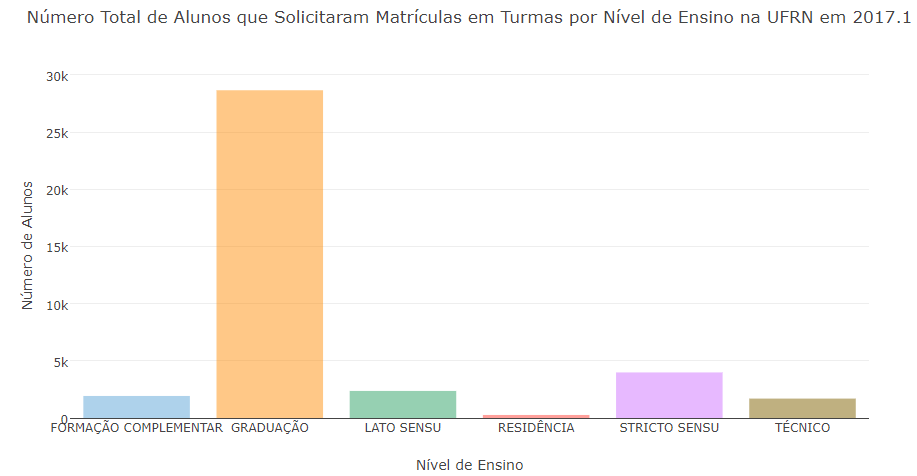 Número Total de Alunos que Solicitaram Matrículas em Turmas por Nível de Ensino na UFRN em 2017.1
30k
25k
20k
15k
10k
5k
0
Número de Alunos
FORMAÇÃO COMPLEMENTAR GRADUAÇÃO LATO SENSU RESIDÊNCIA STRICTO SENSU TÉCNICO
Nível de Ensino